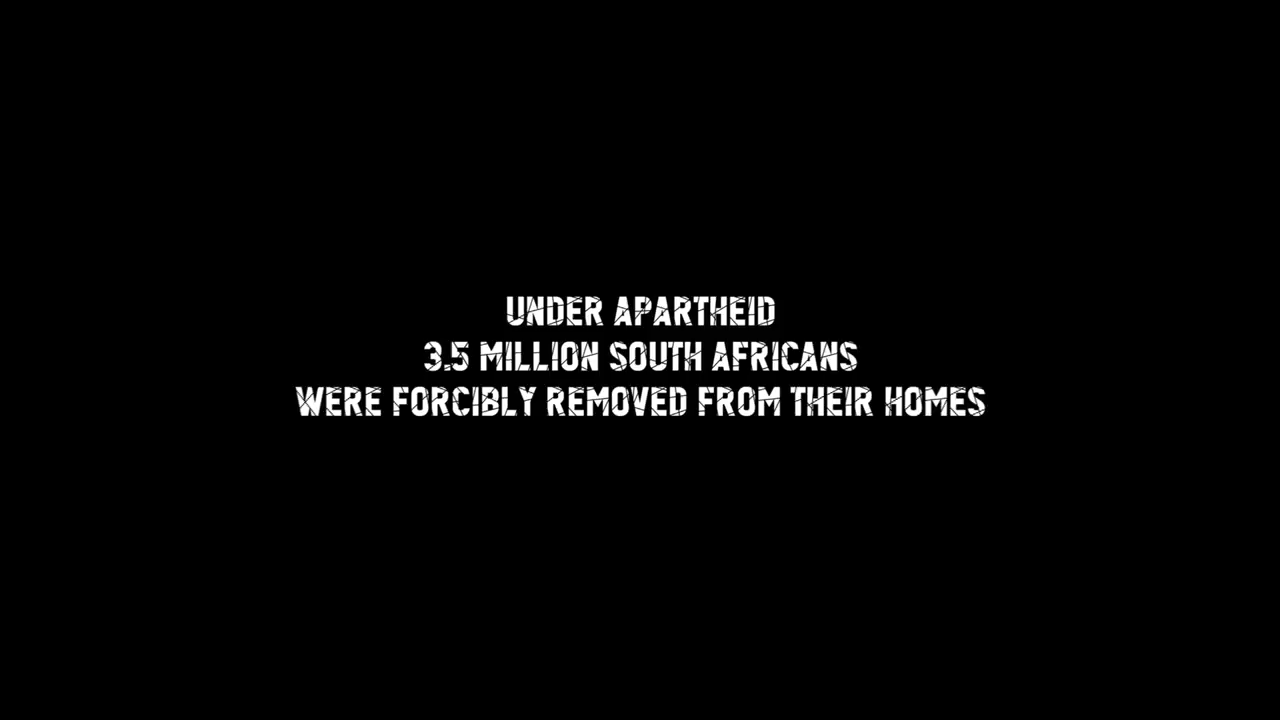 UNDER APARTHEID
3.5 MILLION SOUTH AFRICANS
WERE FORCIBLY REMOVED FROM THEIR HOMES